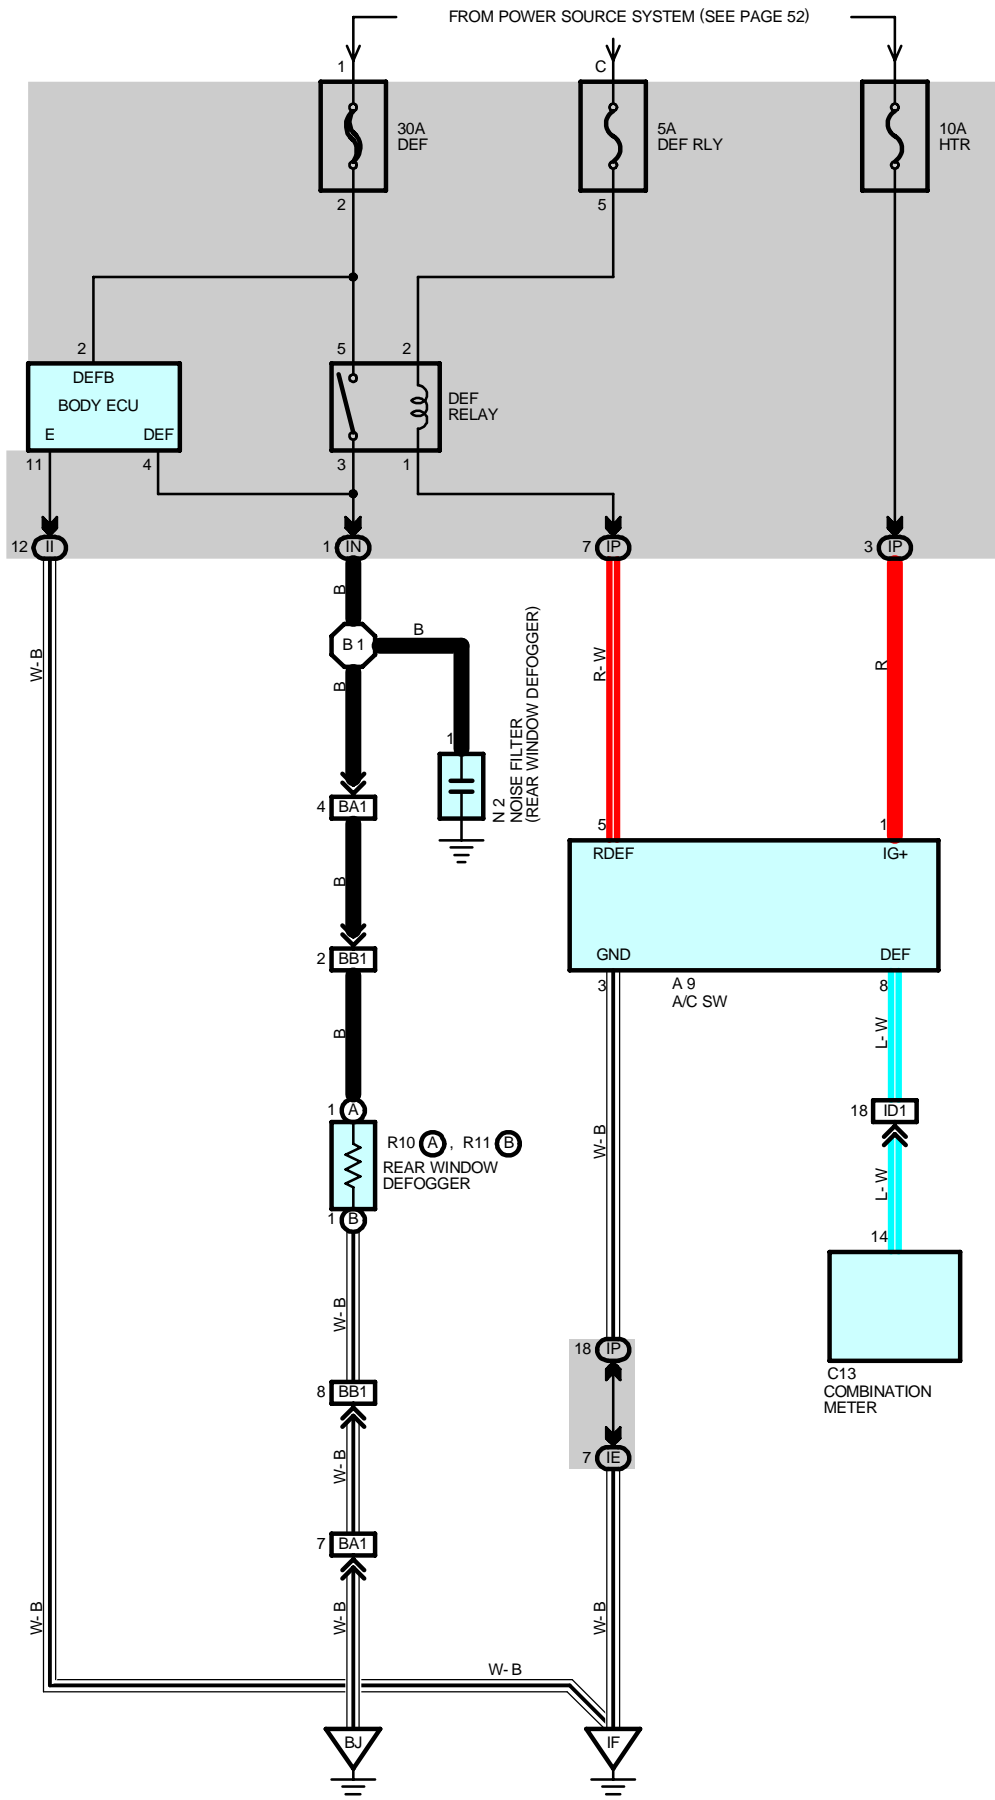 FROM POWER SOURCE SYSTEM (SEE PAGE 52)
1
C
30A
DEF
5A
DEF RLY
10A
HTR
2
5
2
5
2
DEFB
BODY ECU
E
DEF
DEF
RELAY
11
4
3
1
12
II
1
IN
7
IP
3
IP
B
B 1
B
W-B
B
R-W
R
1
N 2
NOISE FILTER
(REAR WINDOW DEFOGGER)
4
BA1
5
1
RDEF
IG+
B
2
BB1
GND
DEF
3
A 9
A/C SW
8
B
L-W
1
A
18
ID1
R10 A , R11 B
REAR WINDOW
DEFOGGER
W-B
L-W
1
B
14
W-B
18
IP
C13
COMBINATION
METER
8
BB1
W-B
7
IE
7
BA1
W-B
W-B
W-B
W-B
BJ
IF